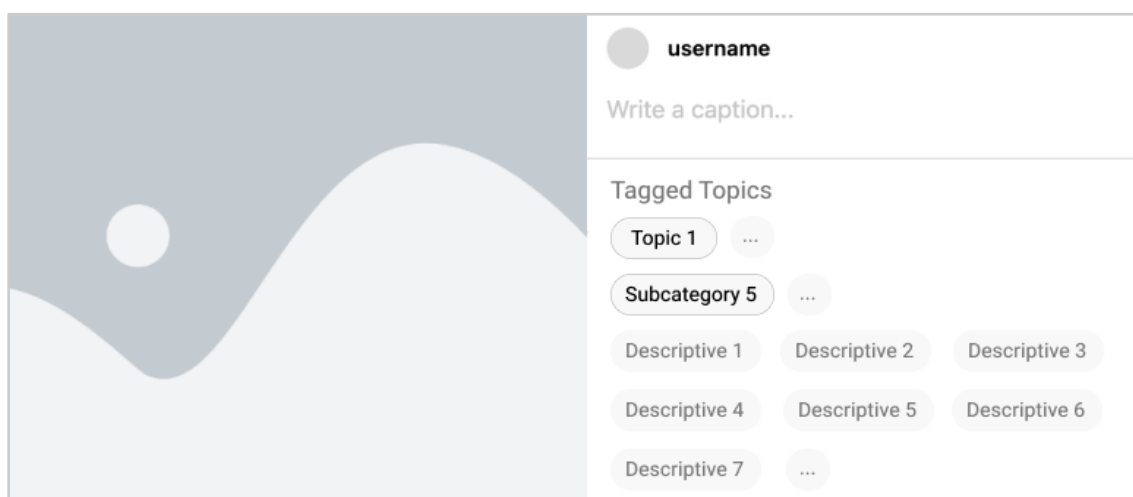 username
Write a caption...
Tagged Topics
Topic 1 ...
Subcategory 5 ...
Descriptive 1 Descriptive 2 Descriptive 3
Descriptive 4 Descriptive 5 Descriptive 6
Descriptive 7 ...